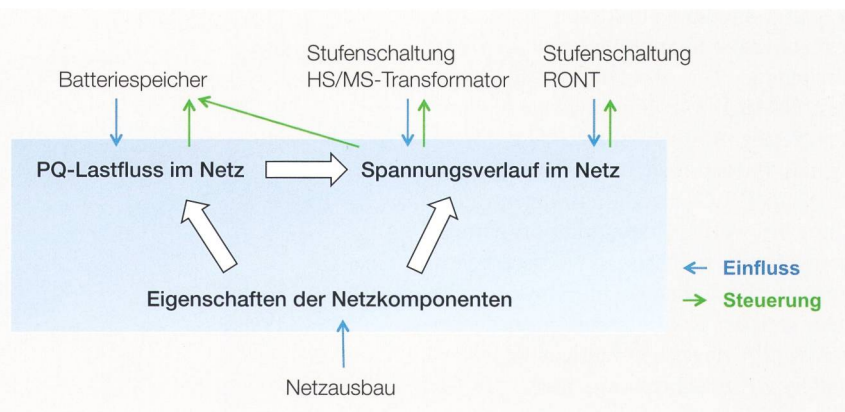 Stufenschaltung
HS/MS-Transformator
Stufenschaltung
RONT
Batteriespeicher
PQ-Lastfluss im Netz
Spannungsverlauf im Netz
Einfluss
Eigenschaften der Netzkomponenten
Steuerung
Netzausbau